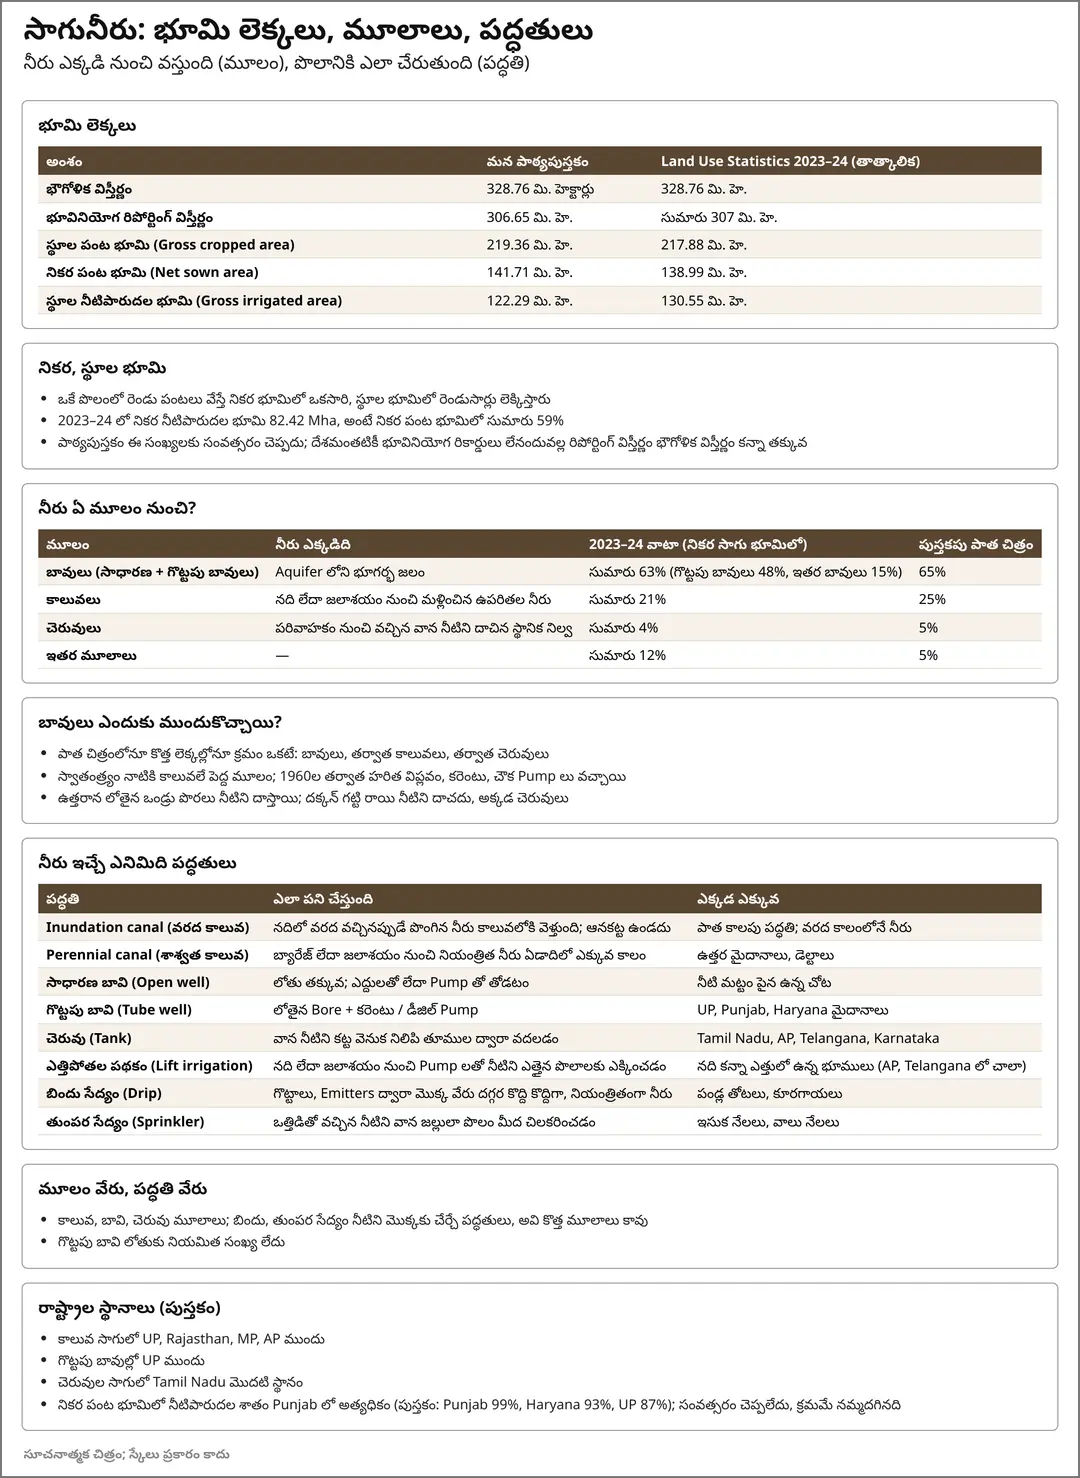 సాగునీరు: భూమి లెక్కలు, మూలాలు, పద్ధతులు
నీరు ఎక్కడి నుంచి వస్తుంది (మూలం), పొలానికి ఎలా చేరుతుంది (పద్ధతి)
భూమి లెక్కలు
అంశం మన పాఠ్యపుస్తకం Land Use Statistics 2023–24 (తాత్కాలిక)
భౌగోళిక విస్తీర్ణం 328.76 మి. హెక్టార్లు 328.76 మి. హె.
భూవినియోగ రిపోర్టింగ్ విస్తీర్ణం 306.65 మి. హె. సుమారు 307 మి. హె.
స్థూల పంట భూమి (Gross cropped area) 219.36 మి. హె. 217.88 మి. హె.
నికర పంట భూమి (Net sown area) 141.71 మి. హె. 138.99 మి. హె.
స్థూల నీటిపారుదల భూమి (Gross irrigated area) 122.29 మి. హె. 130.55 మి. హె.
నికర, స్థూల భూమి
• ఒకే పొలంలో రెండు పంటలు వేస్తే నికర భూమిలో ఒకసారి, స్థూల భూమిలో రెండుసార్లు లెక్కిస్తారు
• 2023–24 లో నికర నీటిపారుదల భూమి 82.42 Mha, అంటే నికర పంట భూమిలో సుమారు 59%
• పాఠ్యపుస్తకం ఈ సంఖ్యలకు సంవత్సరం చెప్పదు; దేశమంతటికీ భూవినియోగ రికార్డులు లేనందువల్ల రిపోర్టింగ్ విస్తీర్ణం భౌగోళిక విస్తీర్ణం కన్నా తక్కువ
నీరు ఏ మూలం నుంచి?
మూలం నీరు ఎక్కడిది 2023–24 వాటా (నికర సాగు భూమిలో) పుస్తకపు పాత చిత్రం
బావులు (సాధారణ + గొట్టపు బావులు) Aquifer లోని భూగర్భ జలం సుమారు 63% (గొట్టపు బావులు 48%, ఇతర బావులు 15%) 65%
కాలువలు నది లేదా జలాశయం నుంచి మళ్లించిన ఉపరితల నీరు సుమారు 21% 25%
చెరువులు పరివాహకం నుంచి వచ్చిన వాన నీటిని దాచిన స్థానిక నిల్వ సుమారు 4% 5%
ఇతర మూలాలు — సుమారు 12% 5%
బావులు ఎందుకు ముందుకొచ్చాయి?
• పాత చిత్రంలోనూ కొత్త లెక్కల్లోనూ క్రమం ఒకటే: బావులు, తర్వాత కాలువలు, తర్వాత చెరువులు
• స్వాతంత్ర్యం నాటికి కాలువలే పెద్ద మూలం; 1960ల తర్వాత హరిత విప్లవం, కరెంటు, చౌక Pump లు వచ్చాయి
• ఉత్తరాన లోతైన ఒండ్రు పొరలు నీటిని దాస్తాయి; దక్కన్ గట్టి రాయి నీటిని దాచదు, అక్కడ చెరువులు
నీరు ఇచ్చే ఎనిమిది పద్ధతులు
పద్ధతి ఎలా పని చేస్తుంది ఎక్కడ ఎక్కువ
Inundation canal (వరద కాలువ) నదిలో వరద వచ్చినప్పుడే పొంగిన నీరు కాలువలోకి వెళ్తుంది; ఆనకట్ట ఉండదు పాత కాలపు పద్ధతి; వరద కాలంలోనే నీరు
Perennial canal (శాశ్వత కాలువ) బ్యారేజ్ లేదా జలాశయం నుంచి నియంత్రిత నీరు ఏడాదిలో ఎక్కువ కాలం ఉత్తర మైదానాలు, డెల్టాలు
సాధారణ బావి (Open well) లోతు తక్కువ; ఎద్దులతో లేదా Pump తో తోడటం నీటి మట్టం పైన ఉన్న చోట
గొట్టపు బావి (Tube well) లోతైన Bore + కరెంటు / డీజిల్ Pump UP, Punjab, Haryana మైదానాలు
చెరువు (Tank) వాన నీటిని కట్ట వెనుక నిలిపి తూముల ద్వారా వదలడం Tamil Nadu, AP, Telangana, Karnataka
ఎత్తిపోతల పథకం (Lift irrigation) నది లేదా జలాశయం నుంచి Pump లతో నీటిని ఎత్తైన పొలాలకు ఎక్కించడం నది కన్నా ఎత్తులో ఉన్న భూములు (AP, Telangana లో చాలా)
బిందు సేద్యం (Drip) గొట్టాలు, Emitters ద్వారా మొక్క వేరు దగ్గర కొద్ది కొద్దిగా, నియంత్రితంగా నీరు పండ్ల తోటలు, కూరగాయలు
తుంపర సేద్యం (Sprinkler) ఒత్తిడితో వచ్చిన నీటిని వాన జల్లులా పొలం మీద చిలకరించడం ఇసుక నేలలు, వాలు నేలలు
మూలం వేరు, పద్ధతి వేరు
• కాలువ, బావి, చెరువు మూలాలు; బిందు, తుంపర సేద్యం నీటిని మొక్కకు చేర్చే పద్ధతులు, అవి కొత్త మూలాలు కావు
• గొట్టపు బావి లోతుకు నియమిత సంఖ్య లేదు
రాష్ట్రాల స్థానాలు (పుస్తకం)
• కాలువ సాగులో UP, Rajasthan, MP, AP ముందు
• గొట్టపు బావుల్లో UP ముందు
• చెరువుల సాగులో Tamil Nadu మొదటి స్థానం
• నికర పంట భూమిలో నీటిపారుదల శాతం Punjab లో అత్యధికం (పుస్తకం: Punjab 99%, Haryana 93%, UP 87%); సంవత్సరం చెప్పలేదు, క్రమమే నమ్మదగినది
సూచనాత్మక చిత్రం; స్కేలు ప్రకారం కాదు